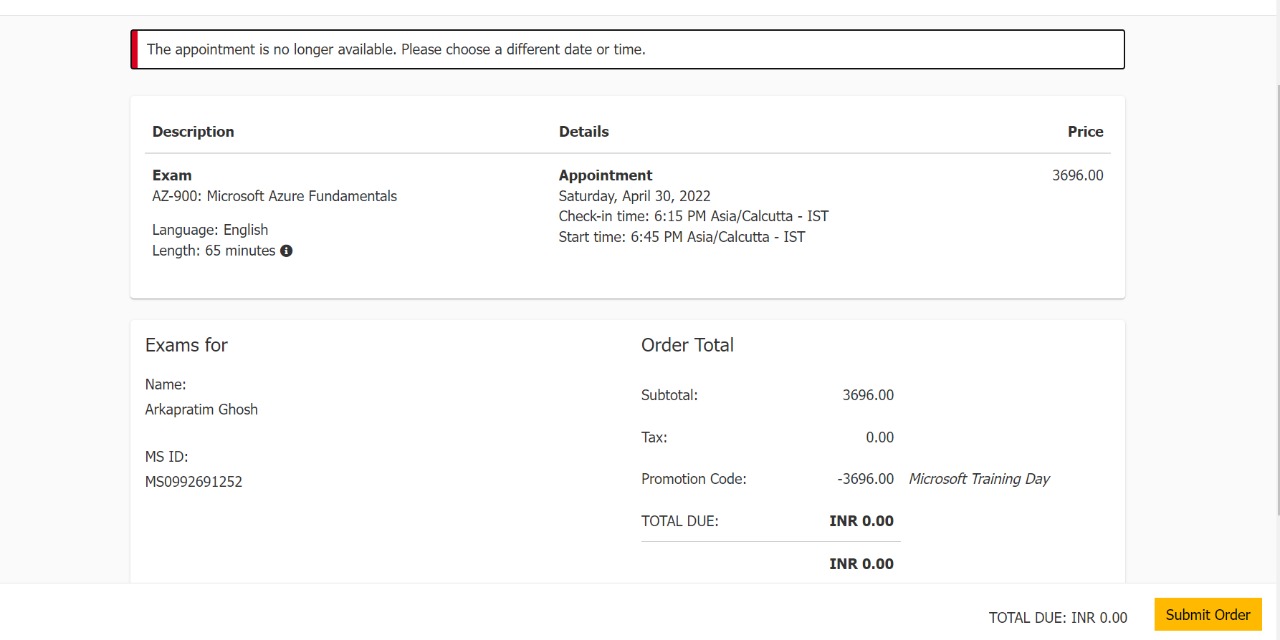 The appointment is no longer available. Please choose a different date or time.
Description Details Price
Exam Appointment 3696.00
AZ-900: Microsoft Azure Fundamentals Saturday, April 30, 2022
Check-in time: 6:15 PM Asia/Calcutta - IST
Language: English Start time: 6:45 PM Asia/Calcutta - IST
Length: 65 minutes
Exams for Order Total
Name: Subtotal: 3696.00
Arkapratim Ghosh
Tax: 0.00
MS ID:
MS0992691252 Promotion Code: -3696.00 Microsoft Training Day
TOTAL DUE: INR 0.00
INR 0.00
TOTAL DUE: INR 0.00 Submit Order